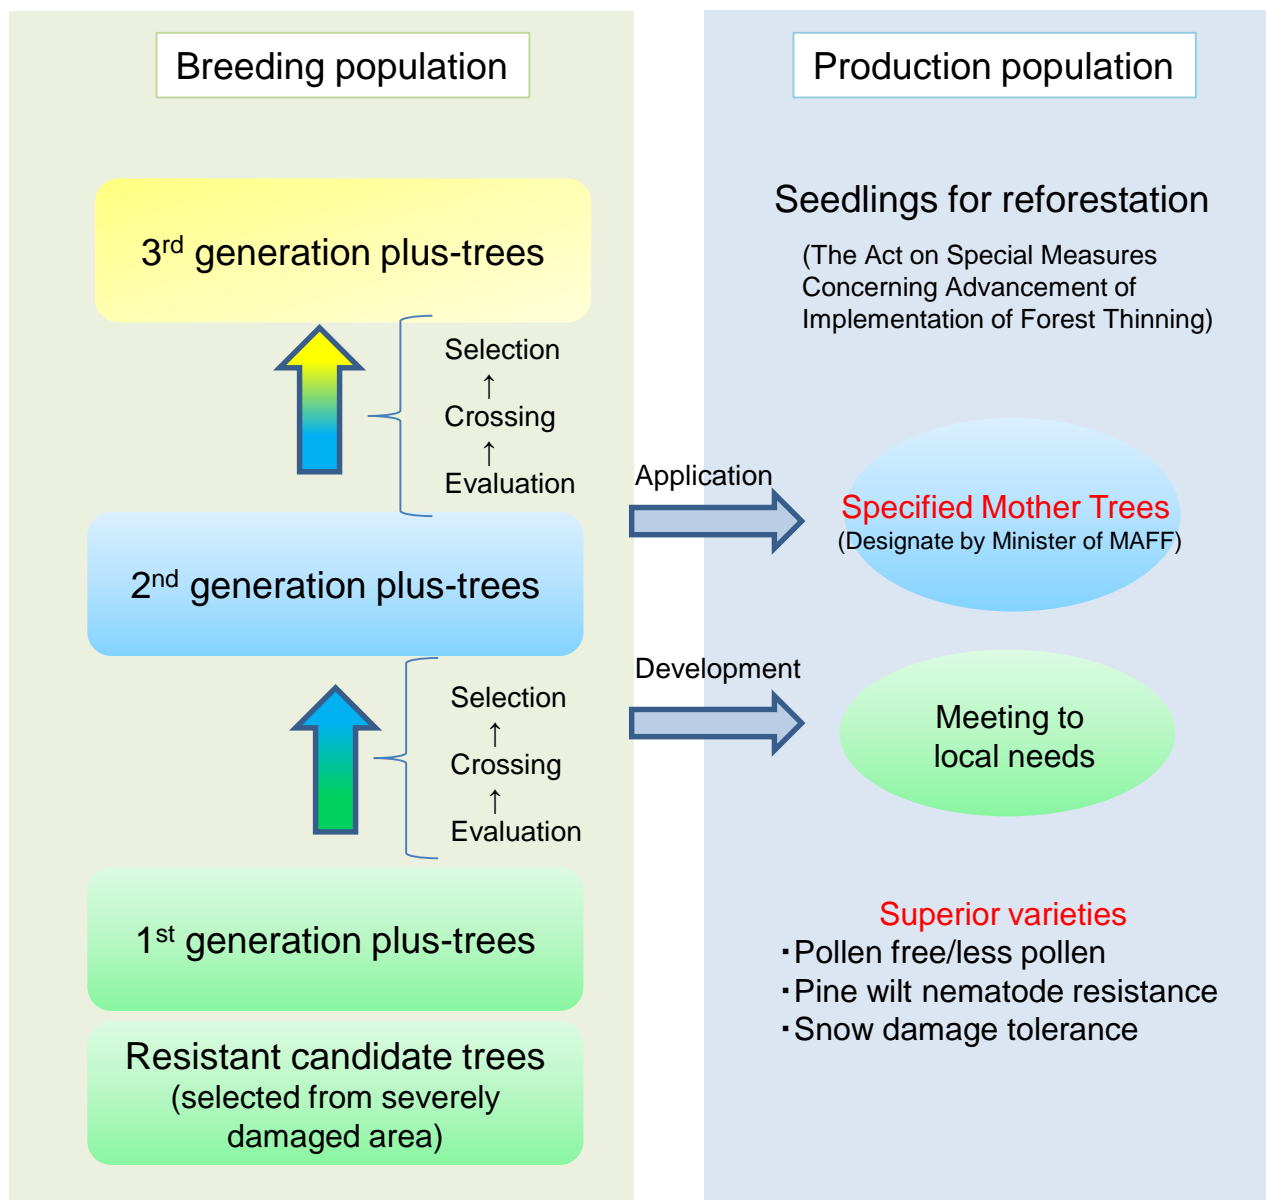 Breeding population
3rd generation plus-trees
Selection
↑
Crossing
↑
Evaluation
2nd generation plus-trees
Selection
↑
Crossing
↑
Evaluation
1st generation plus-trees
Resistant candidate trees
(selected from severely
damaged area)
Application
Development
Production population
Seedlings for reforestation
(The Act on Special Measures
Concerning Advancement of
Implementation of Forest Thinning)
Specified Mother Trees
(Designate by Minister of MAFF)
Meeting to
local needs
Superior varieties
・Pollen free/less pollen
・Pine wilt nematode resistance
・Snow damage tolerance